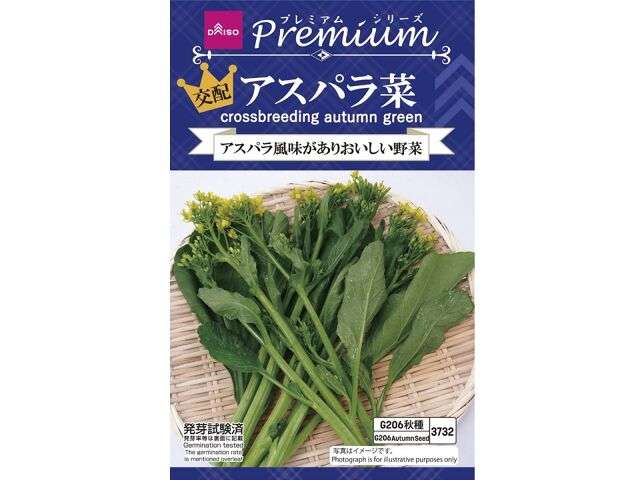 DAISO
プレミアム シリーズ
Premium
交配
アスパラ菜
crossbreeding autumn green
アスパラ風味がありおいしい野菜
発芽試験済
発芽率等は裏面に記載
Germination tested
The germination rate
is mentioned overleaf
G206秋種
G206AutumnSeed
3732
写真はイメージです。
Photograph is for illustrative purposes only